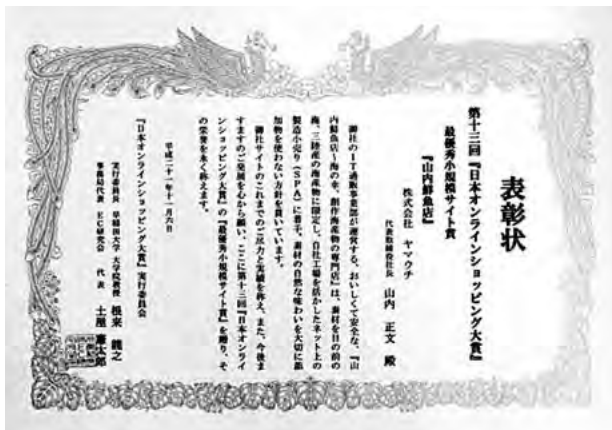 表彰状
第十三回『日本オンラインショッピング大賞』
最優秀小規模サイト賞
『山内鮮魚店』
株式会社 ヤマウチ
代表取締役社長 山内 正文 殿
御社のＩＴ通販事業部が運営する、おいしくて安全な、『山
内鮮魚店～海の幸、創作海産物の専門店』は、素材を目の前の
海、三陸産の海産物に限定し、自社工場を活かしたネット上の
製造小売り（ＳＰＡ）に着手、素材の自然な味わいを大切に添
加物を使わない方針を貫いています。
御社サイトのこれまでのご尽力と実績を称え、また、今後ま
すますのご発展を心から願い、ここに第十三回『日本オンライ
ンショッピング大賞』の『最優秀小規模サイト賞』を贈り、そ
の栄誉を永く称えます。
平成二十一年十一月六日
『日本オンラインショッピング大賞』実行委員会
実行委員長 早稲田大学 大学院教授 根来 龍之
事務局代表 ＥＣ研究会 代表 土屋 憲太郎